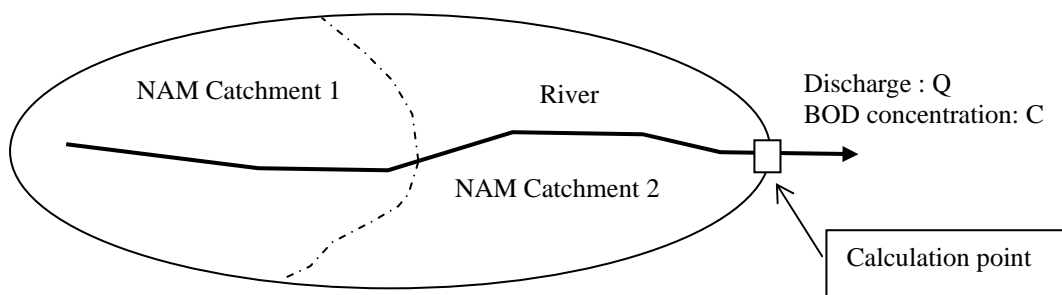 NAM Catchment 1
River
Discharge : Q
BOD concentration: C
NAM Catchment 2
Calculation point